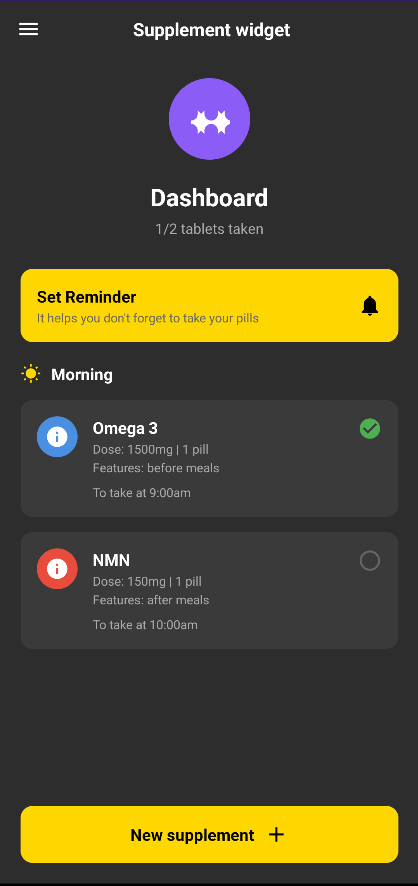 Supplement widget
Dashboard
1/2 tablets taken
Set Reminder
It helps you don't forget to take your pills
Morning
Omega 3
Dose: 1500mg | 1 pill
Features: before meals
To take at 9:00am
NMN
Dose: 150mg | 1 pill
Features: after meals
To take at 10:00am
New supplement +